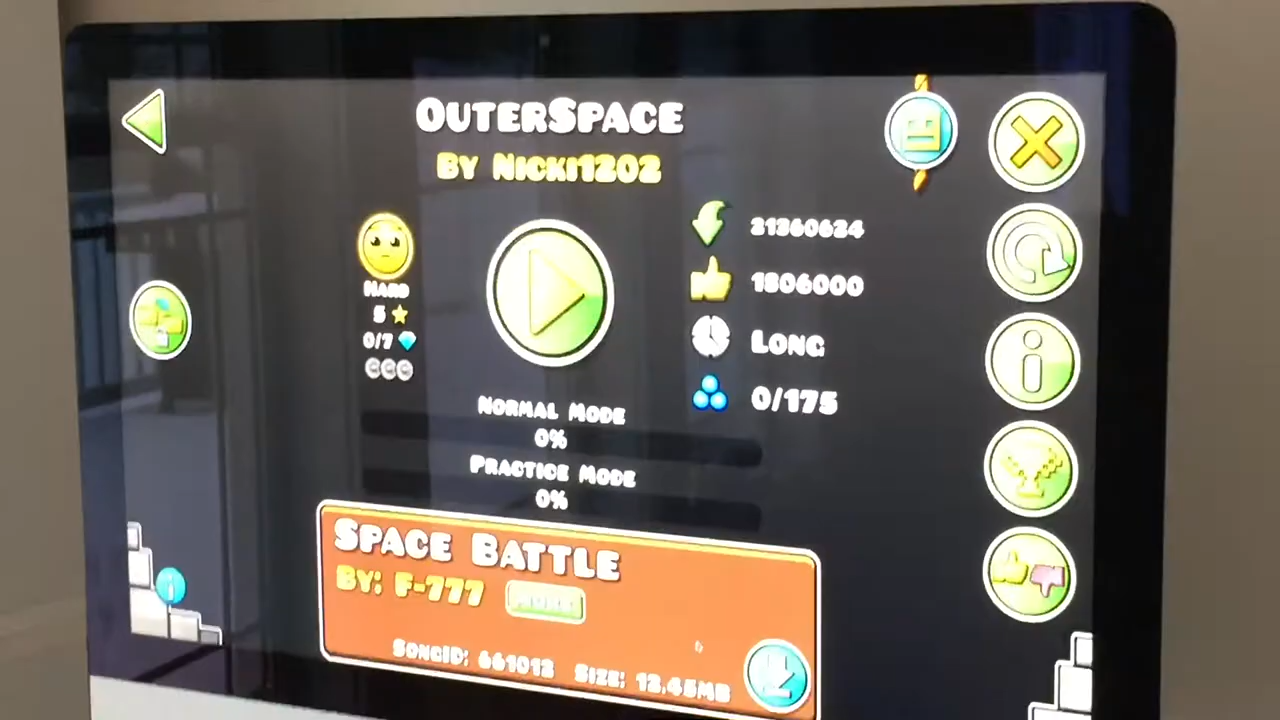 OUTERSPACE
BY NICKI1202
HARD
5
0/7
21360624
1806000
LONG
0/175
NORMAL MODE
0%
PRACTICE MODE
0%
SPACE BATTLE
BY: F-777
MORE
SONGID: 661012 SIZE: 12.45MB